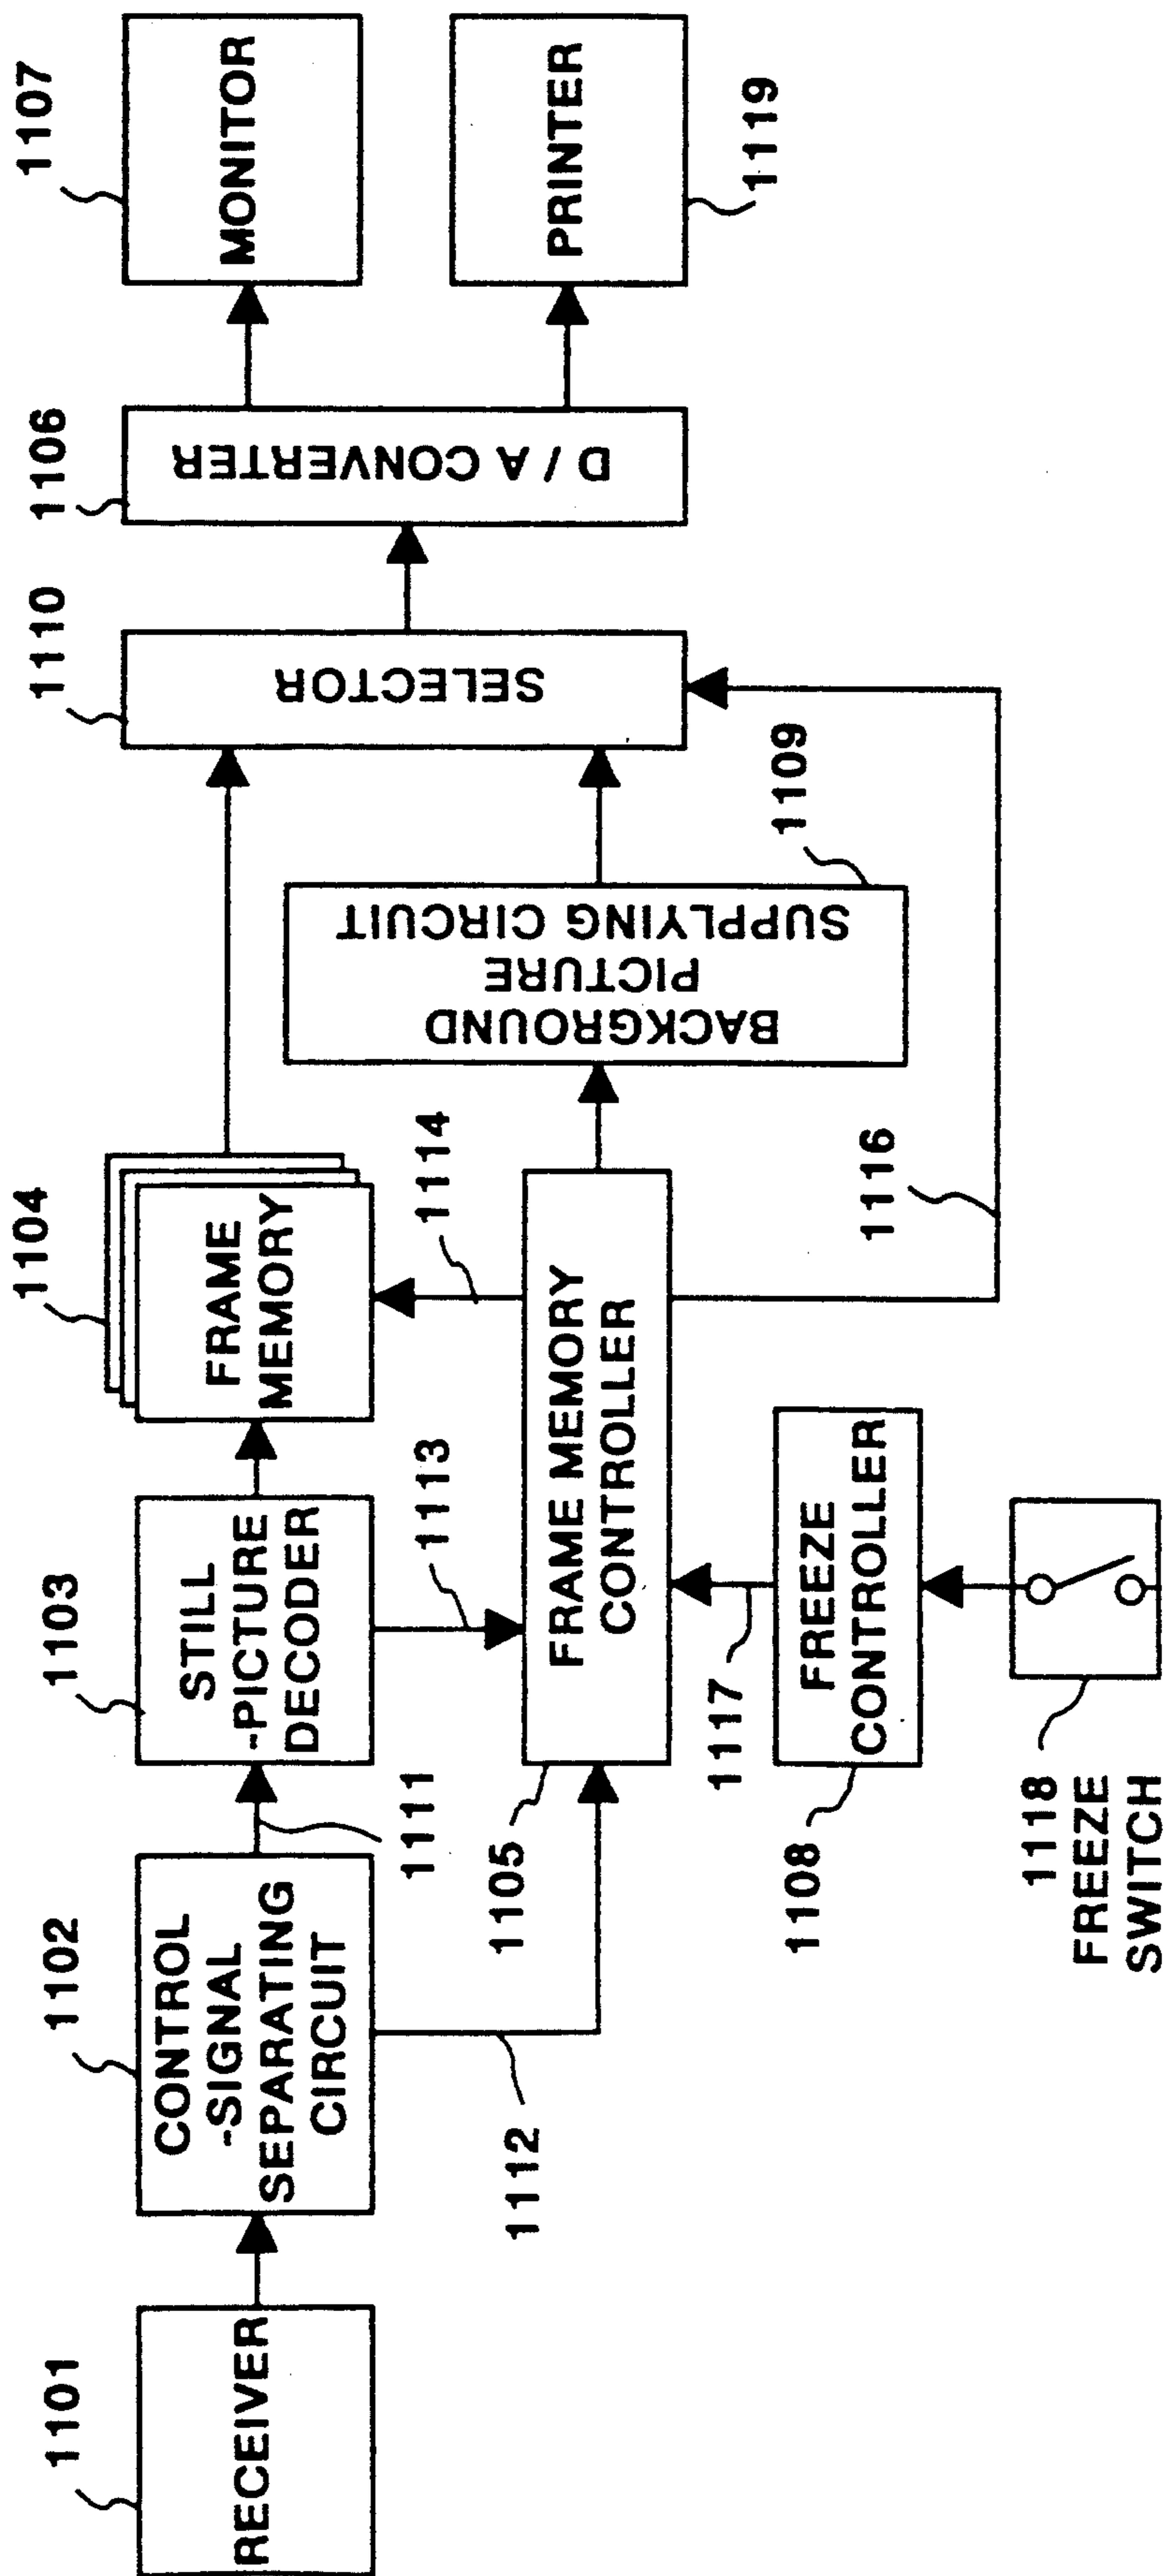 1101
RECEIVER
1102
CONTROL
-SIGNAL
SEPARATING
CIRCUIT
1111
1112
1103
STILL
-PICTURE
DECODER
1113
1104
FRAME
MEMORY
1114
1105
FRAME MEMORY
CONTROLLER
1117
1108
FREEZE
CONTROLLER
1118
FREEZE
SWITCH
1116
BACKGROUND
PICTURE
SUPPLYING CIRCUIT
1109
1110
SELECTOR
1106
D / A CONVERTER
1107
MONITOR
PRINTER
1119